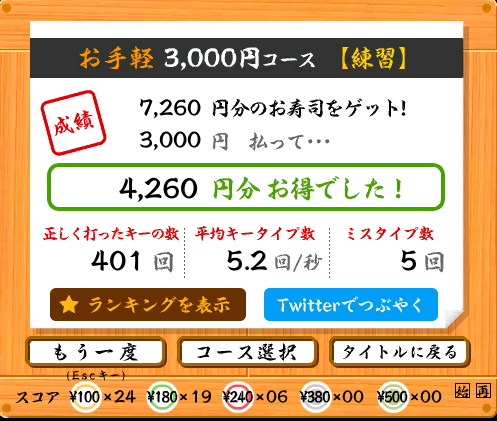 お手軽 3,000円コース 【練習】
成績
7,260 円分のお寿司をゲット!
3,000 円 払って・・・
4,260 円分 お得でした！
正しく打ったキーの数 平均キータイプ数 ミスタイプ数
401 回 5.2 回/秒 5 回
ランキングを表示 Twitterでつぶやく
もう一度 コース選択 タイトルに戻る
(Escキー)
スコア ¥100×24 ¥180×19 ¥240×06 ¥380×00 ¥500×00 始 再